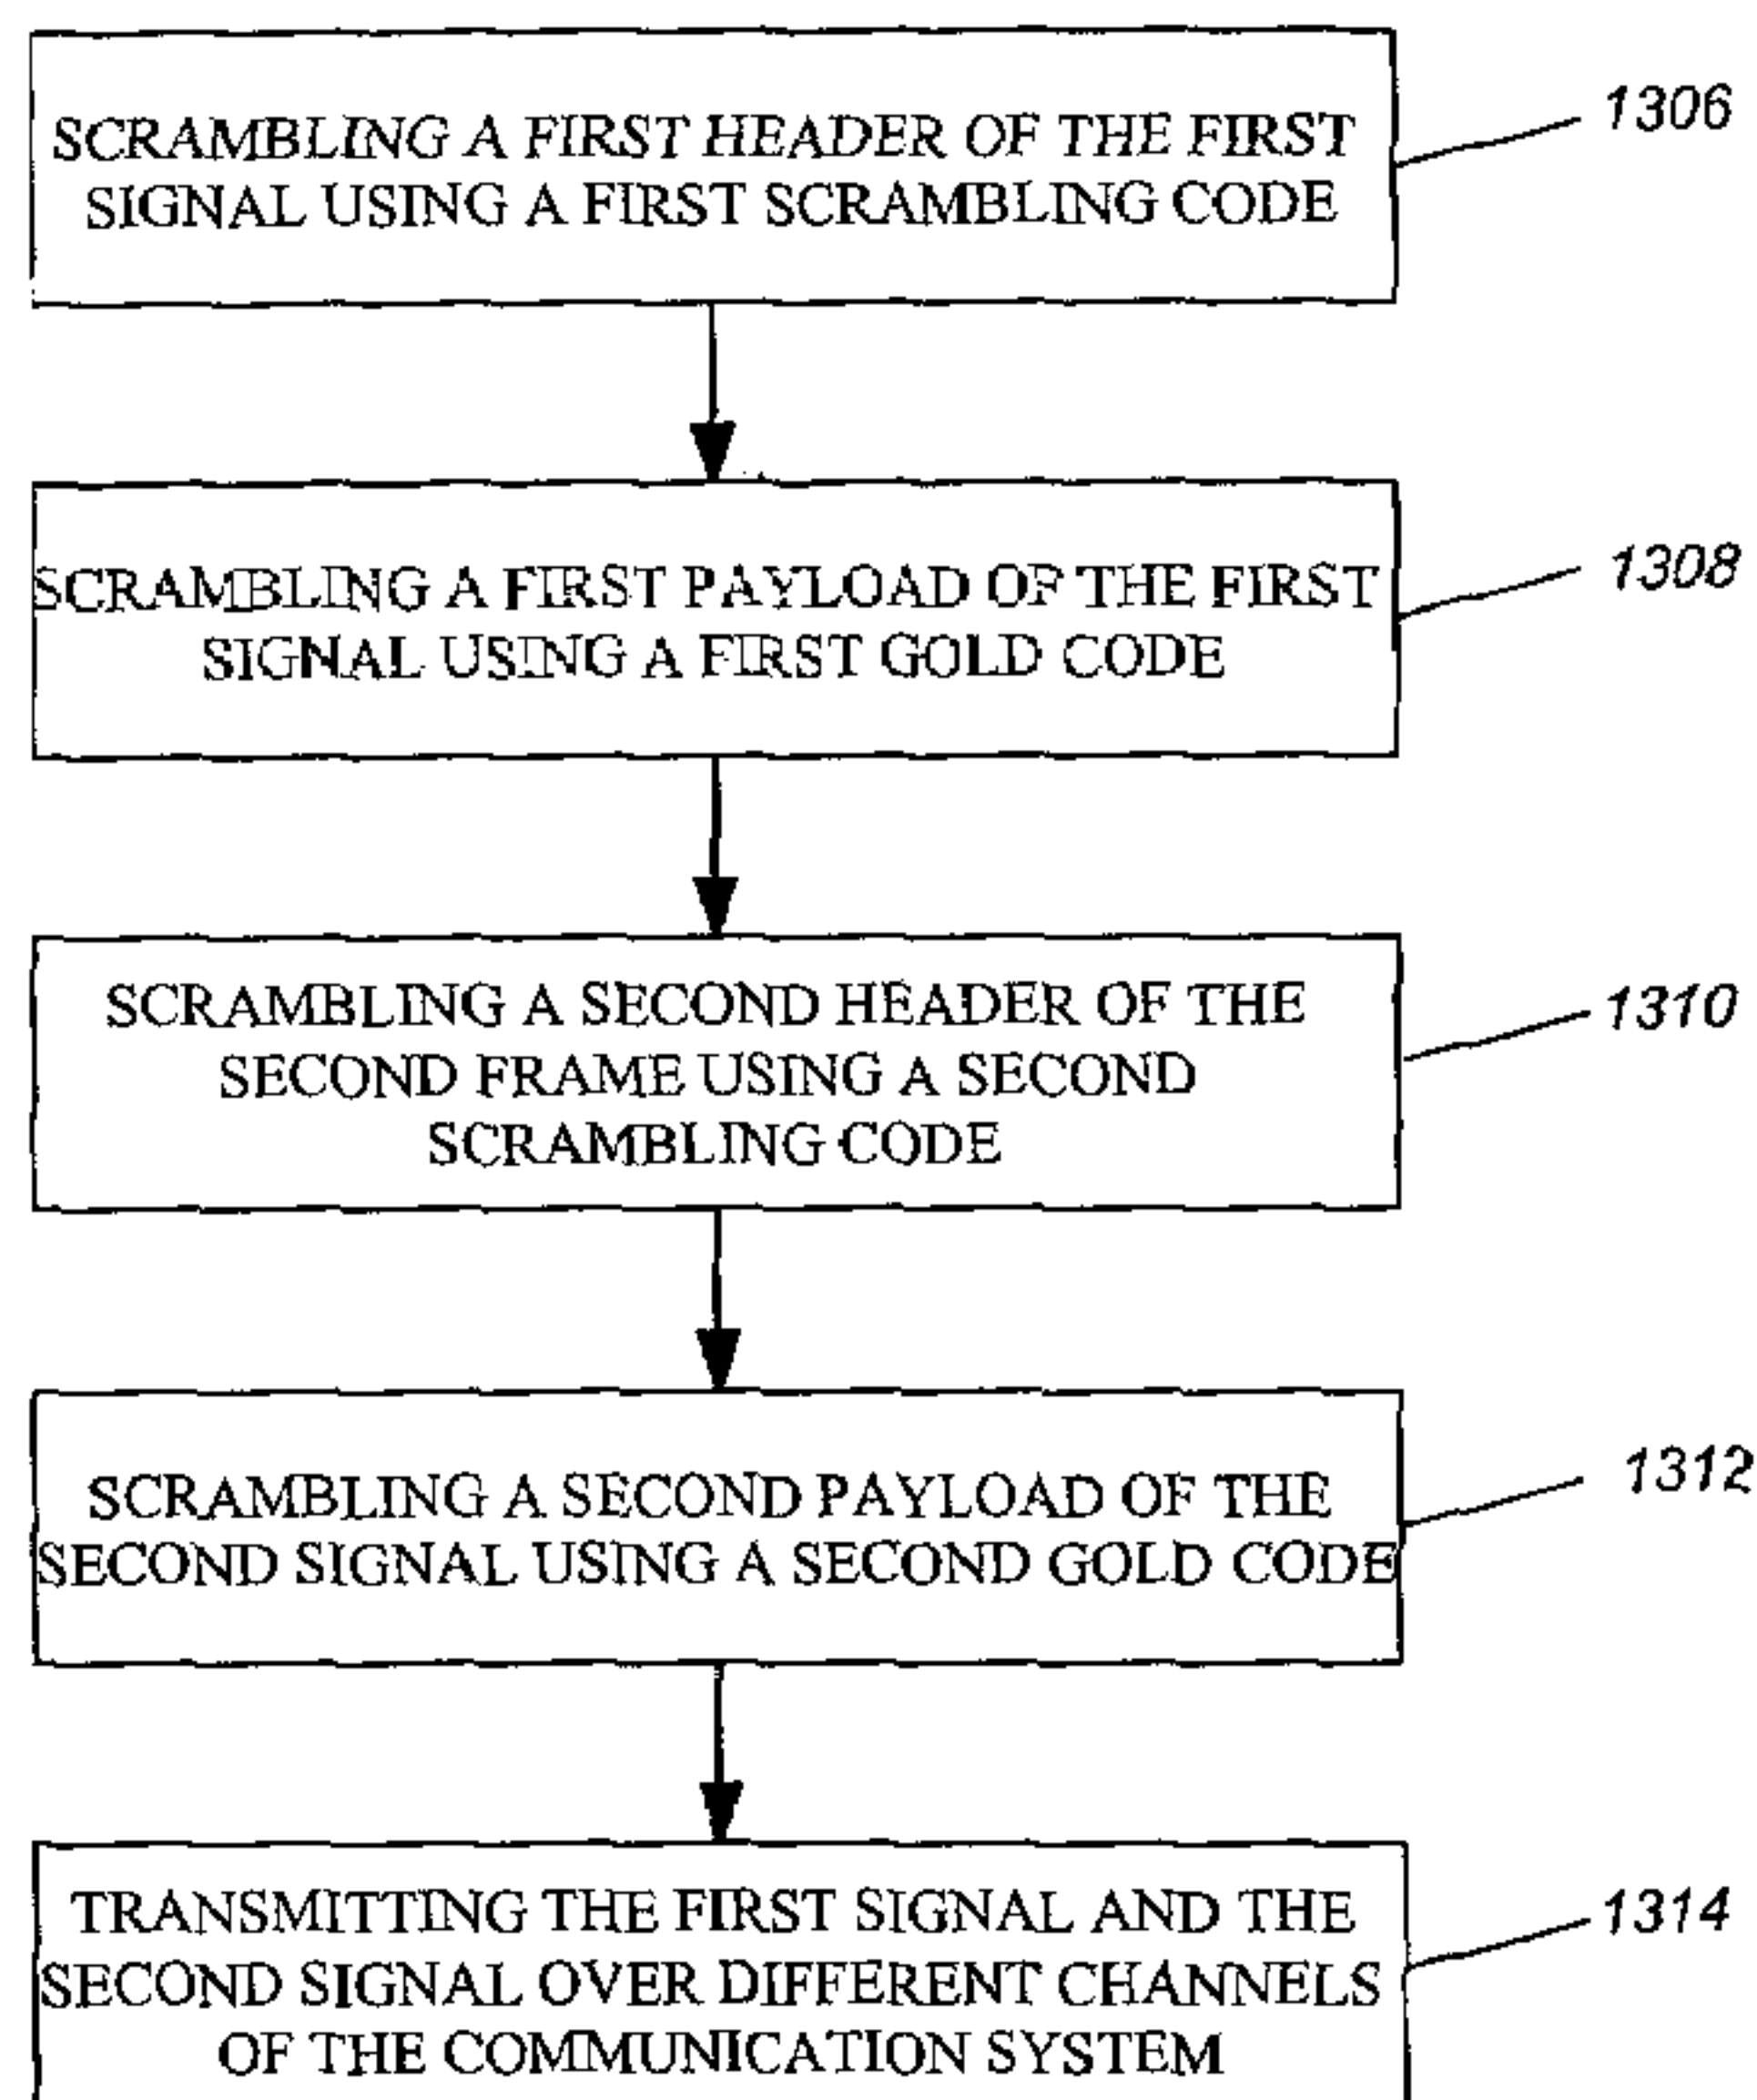 SCRAMBLING A FIRST HEADER OF THE FIRST
SIGNAL USING A FIRST SCRAMBLING CODE
1306
SCRAMBLING A FIRST PAYLOAD OF THE FIRST
SIGNAL USING A FIRST GOLD CODE
1308
SCRAMBLING A SECOND HEADER OF THE
SECOND FRAME USING A SECOND
SCRAMBLING CODE
1310
SCRAMBLING A SECOND PAYLOAD OF THE
SECOND SIGNAL USING A SECOND GOLD CODE
1312
TRANSMITTING THE FIRST SIGNAL AND THE
SECOND SIGNAL OVER DIFFERENT CHANNELS
OF THE COMMUNICATION SYSTEM
1314